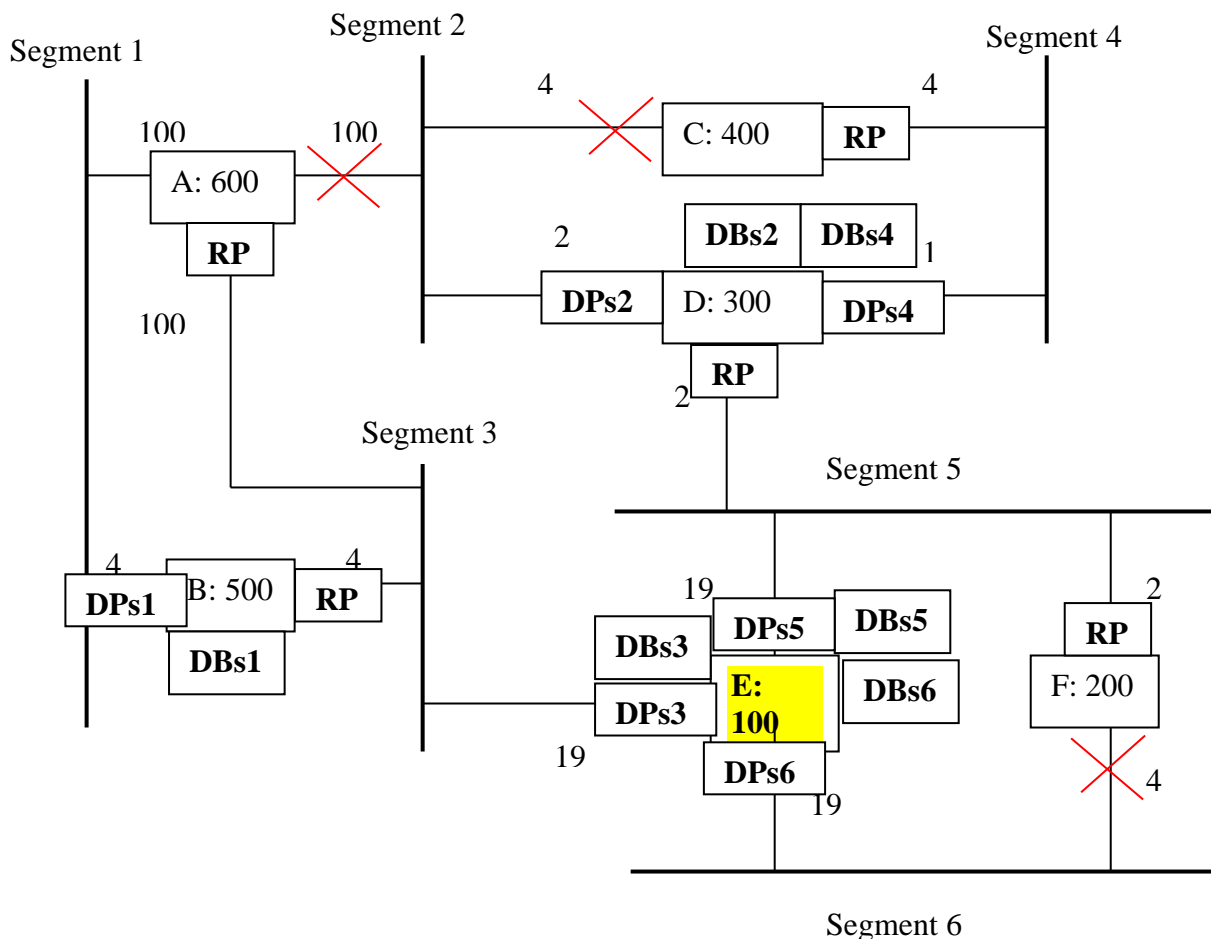 Segment 1
Segment 2
Segment 4
100
100
4
4
A: 600
C: 400
RP
RP
DBs2
DBs4
2
1
DPs2
D: 300
DPs4
100
RP
2
Segment 3
Segment 5
4
4
B: 500
DPs1
RP
DBs1
19
2
DPs5
DBs5
RP
DBs3
E:
100
DBs6
F: 200
DPs3
19
DPs6
19
4
Segment 6